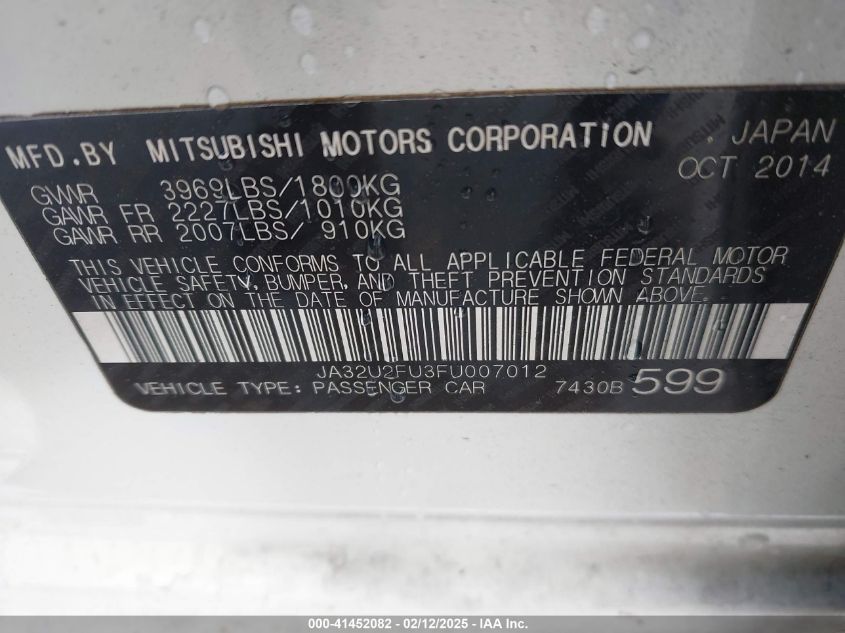 MFD.BY MITSUBISHI MOTORS CORPORATION . JAPAN
OCT 2014
GVWR 3969LBS/1800KG
GAWR FR 2227LBS/1010KG
GAWR RR 2007LBS/ 910KG
THIS VEHICLE CONFORMS TO ALL APPLICABLE FEDERAL MOTOR
VEHICLE SAFETY, BUMPER, AND THEFT PREVENTION STANDARDS
IN EFFECT ON THE DATE OF MANUFACTURE SHOWN ABOVE.
JA32U2FU3FU007012
VEHICLE TYPE: PASSENGER CAR 7430B 599
000-41452082 - 02/12/2025 - IAA Inc.